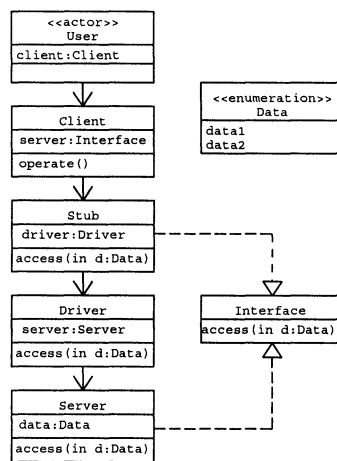 <<actor>>
User
client:Client
Client
server:Interface
operate()
<<enumeration>>
Data
data1
data2
Stub
driver:Driver
access(in d:Data)
Driver
server:Server
access(in d:Data)
Interface
access(in d:Data)
Server
data:Data
access(in d:Data)